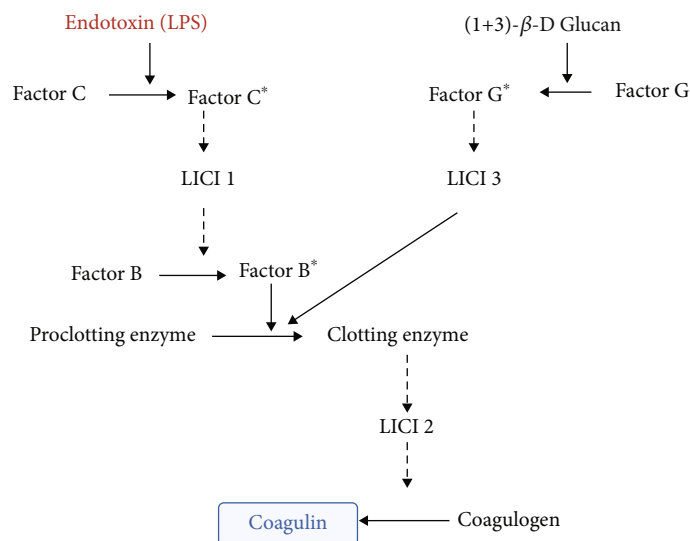 Endotoxin (LPS)
(1+3)-β-D Glucan
Factor C
Factor C*
Factor G*
Factor G
LICI 1
LICI 3
Factor B
Factor B*
Proclotting enzyme
Clotting enzyme
LICI 2
Coagulin
Coagulogen